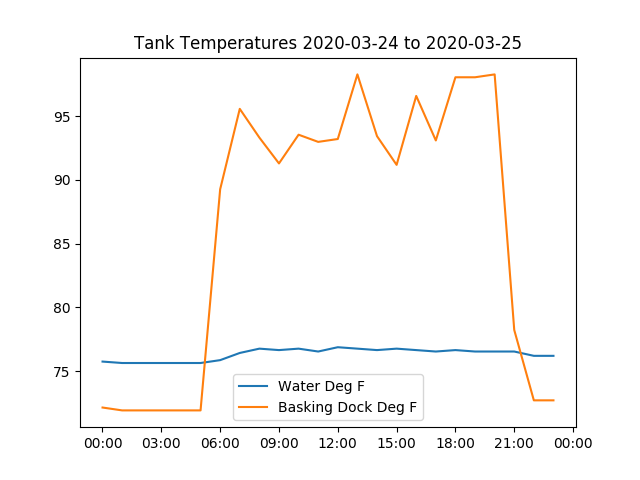 Tank Temperatures 2020-03-24 to 2020-03-25
95
90
85
80
75
Water Deg F
Basking Dock Deg F
00:00 03:00 06:00 09:00 12:00 15:00 18:00 21:00 00:00